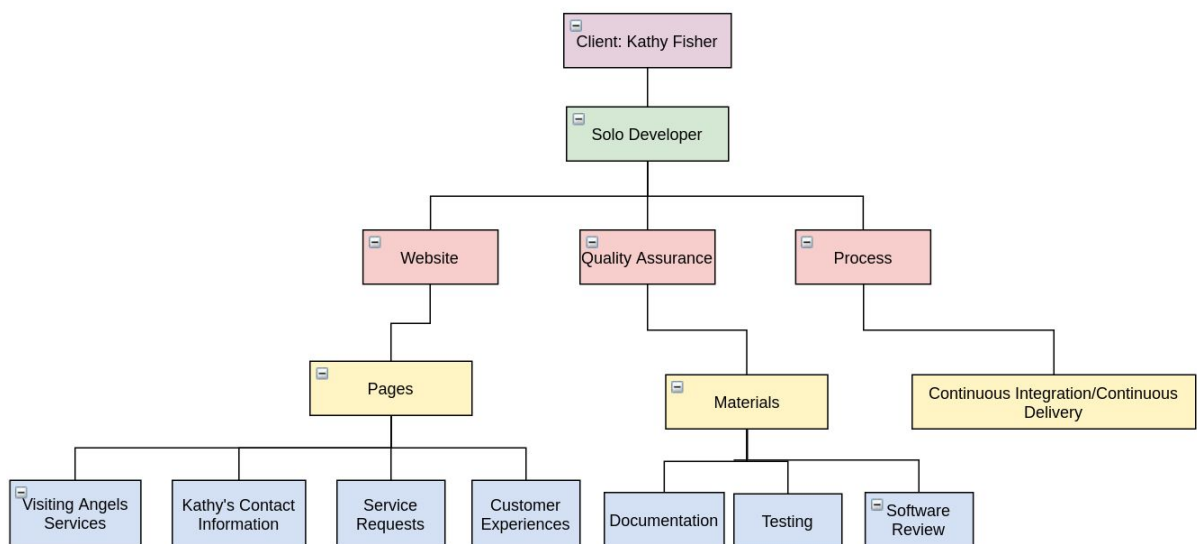 Client: Kathy Fisher
Solo Developer
Website
Quality Assurance
Process
Pages
Materials
Continuous Integration/Continuous
Delivery
Visiting Angels
Services
Kathy's Contact
Information
Service
Requests
Customer
Experiences
Documentation
Testing
Software
Review